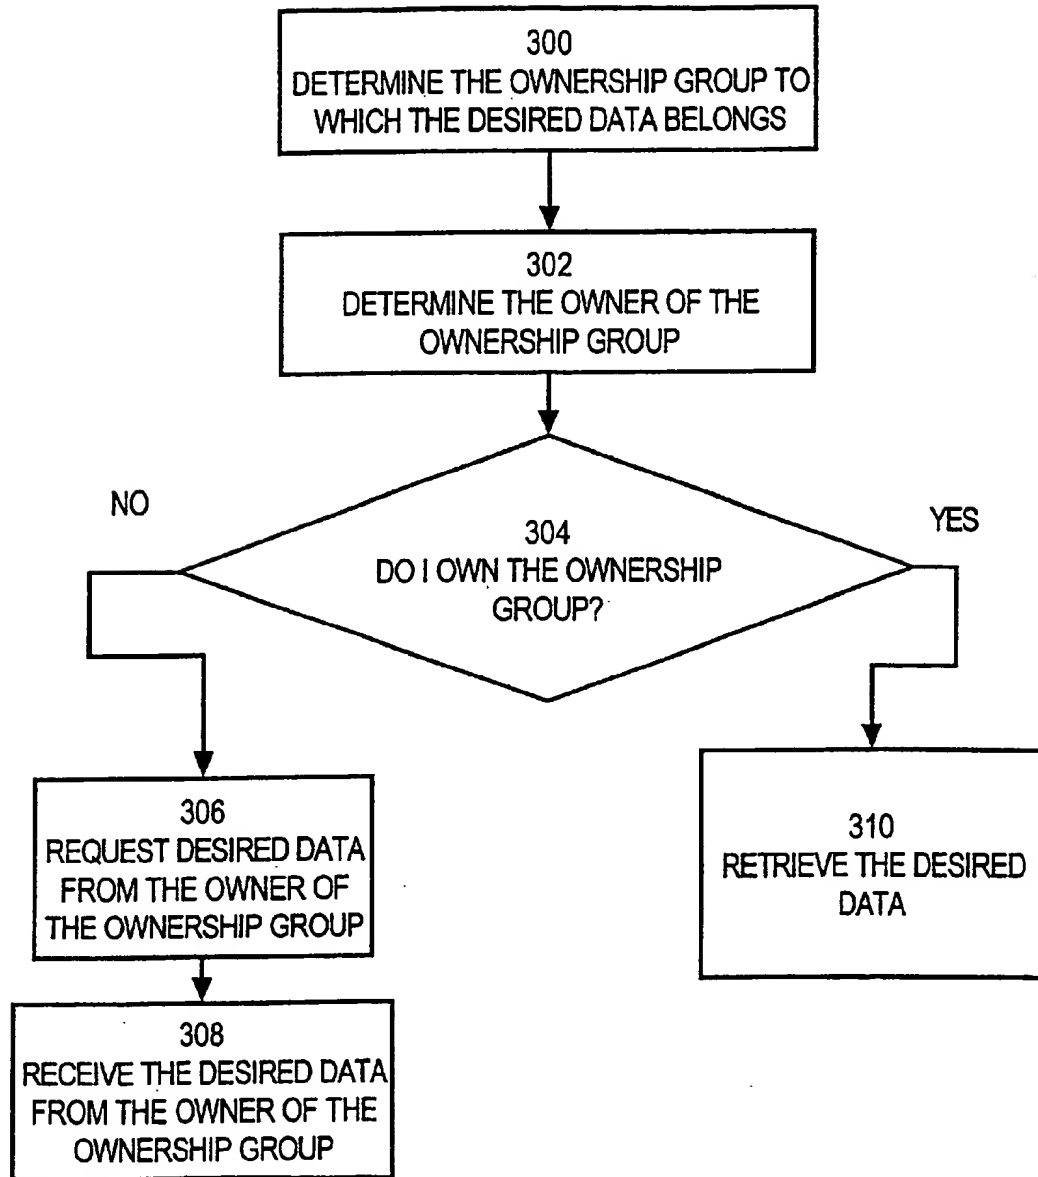 300
DETERMINE THE OWNERSHIP GROUP TO
WHICH THE DESIRED DATA BELONGS
302
DETERMINE THE OWNER OF THE
OWNERSHIP GROUP
NO
YES
304
DO I OWN THE OWNERSHIP
GROUP?
306
REQUEST DESIRED DATA
FROM THE OWNER OF
THE OWNERSHIP GROUP
310
RETRIEVE THE DESIRED
DATA
308
RECEIVE THE DESIRED DATA
FROM THE OWNER OF THE
OWNERSHIP GROUP